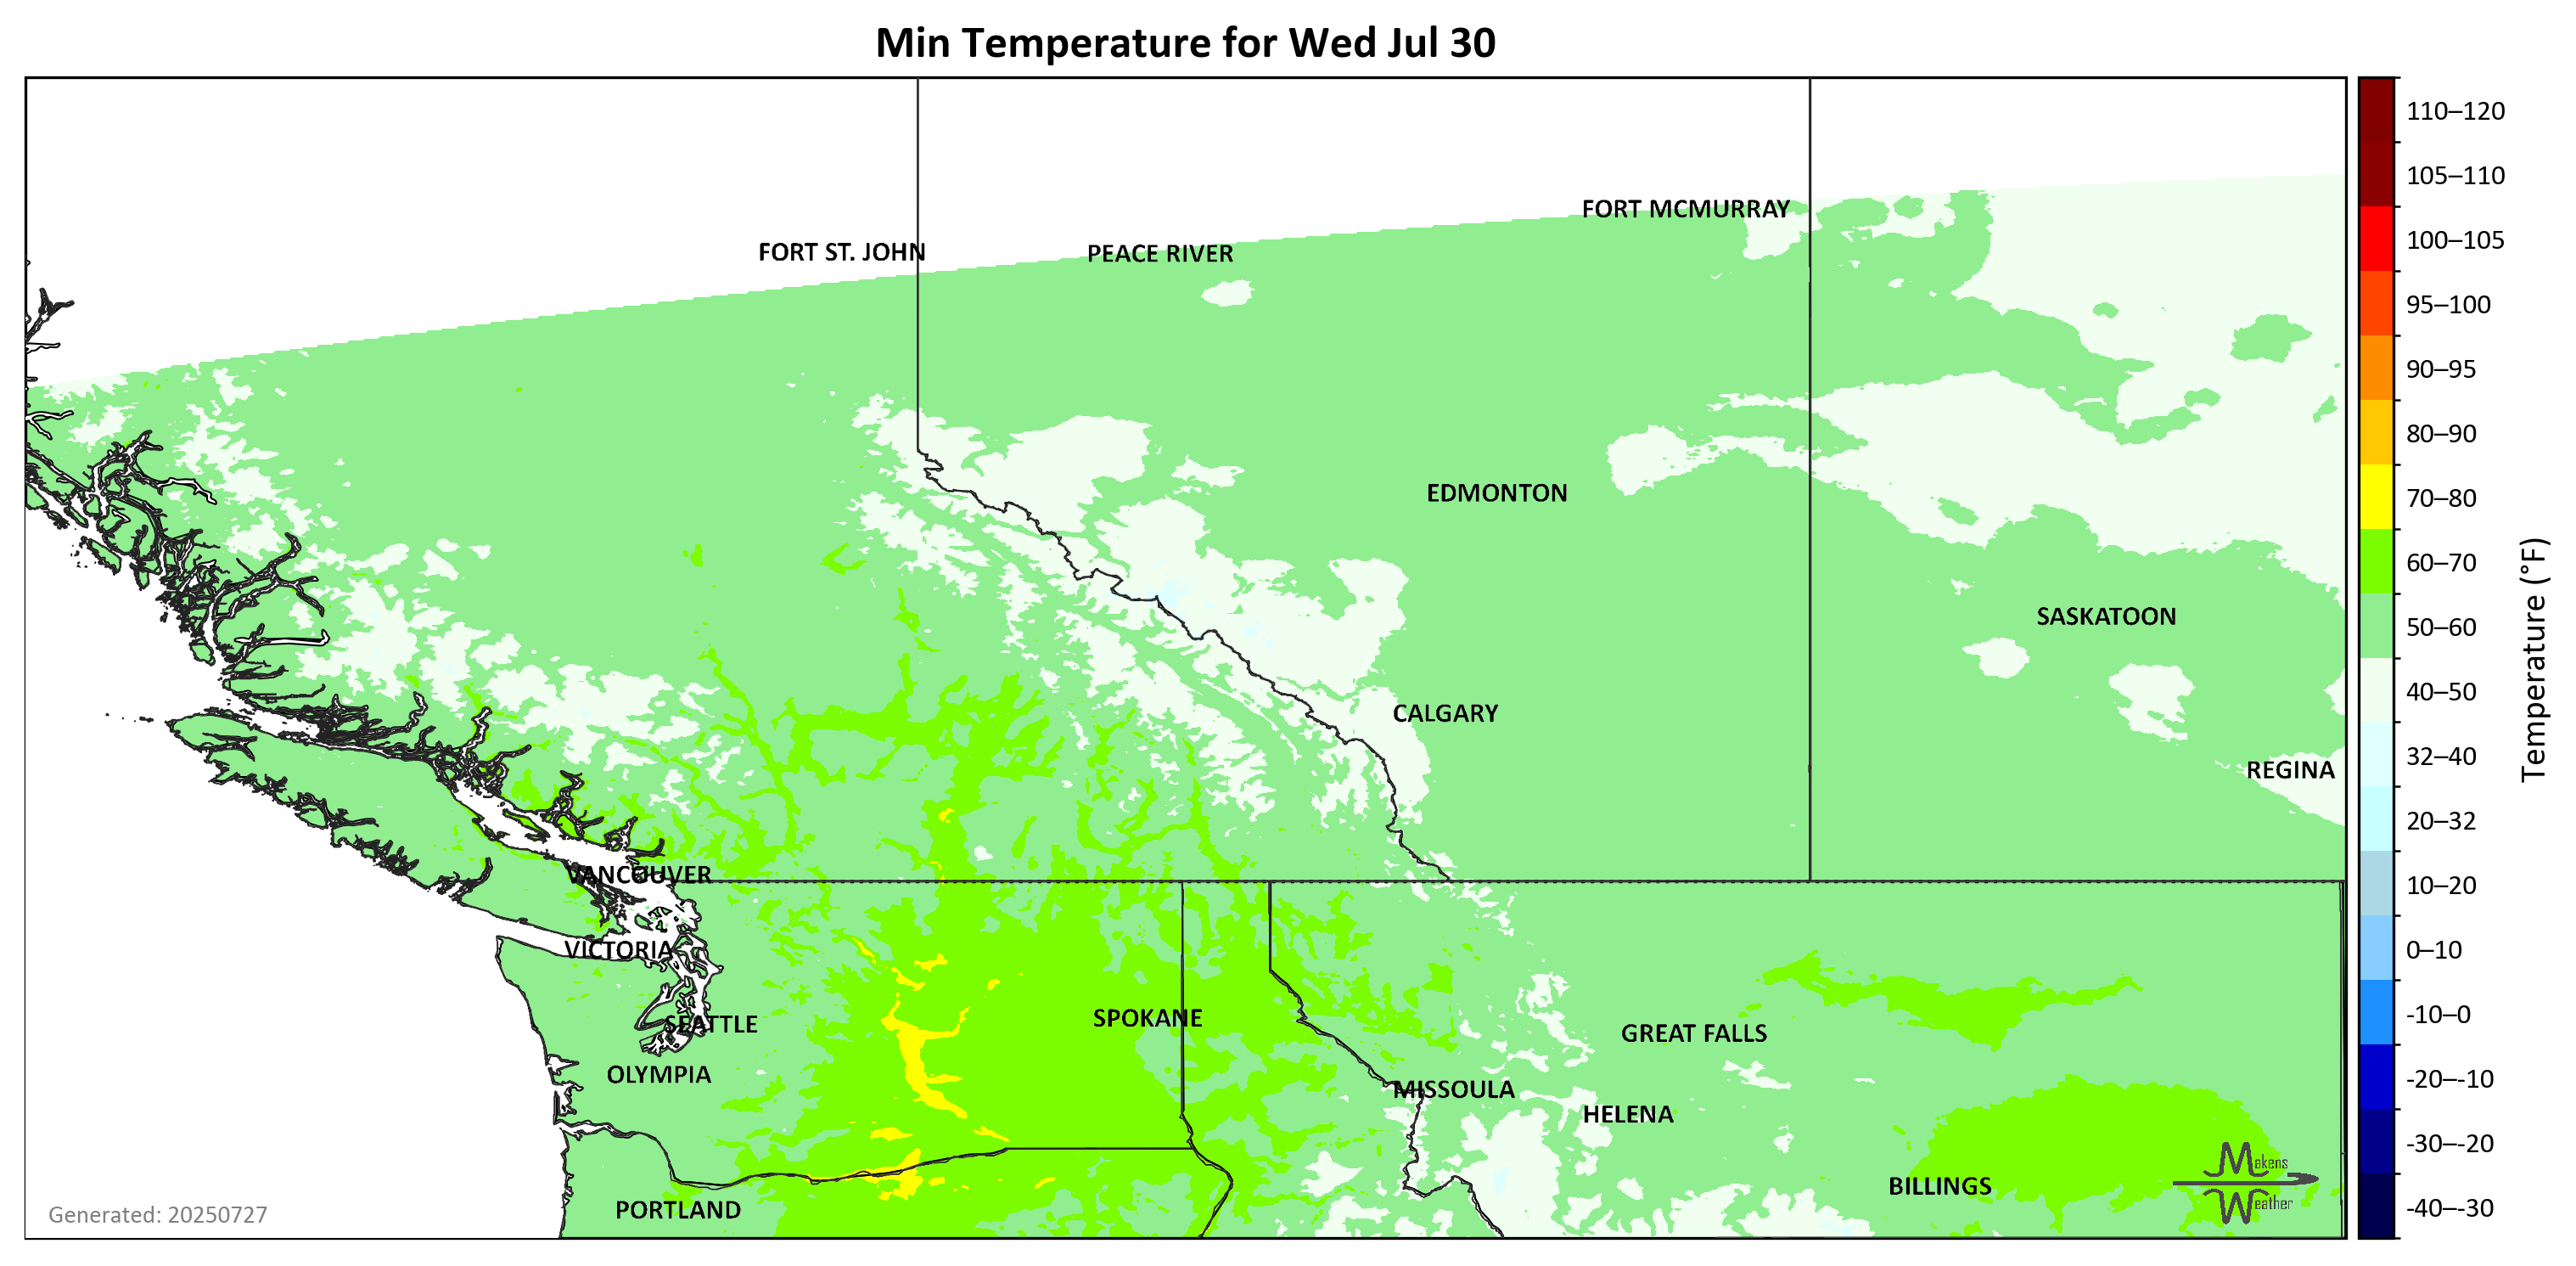 Min Temperature for Wed Jul 30
FORT MCMURRAY
FORT ST. JOHN
PEACE RIVER
EDMONTON
SASKATOON
CALGARY
REGINA
VANCOUVER
VICTORIA
SPOKANE
SEATTLE
GREAT FALLS
OLYMPIA
MISSOULA
HELENA
BILLINGS
PORTLAND
Makens
Weather
Generated: 20250727
110–120
105–110
100–105
95–100
90–95
80–90
70–80
60–70
50–60
40–50
32–40
20–32
10–20
0–10
-10–0
-20–-10
-30–-20
-40–-30
Temperature (°F)